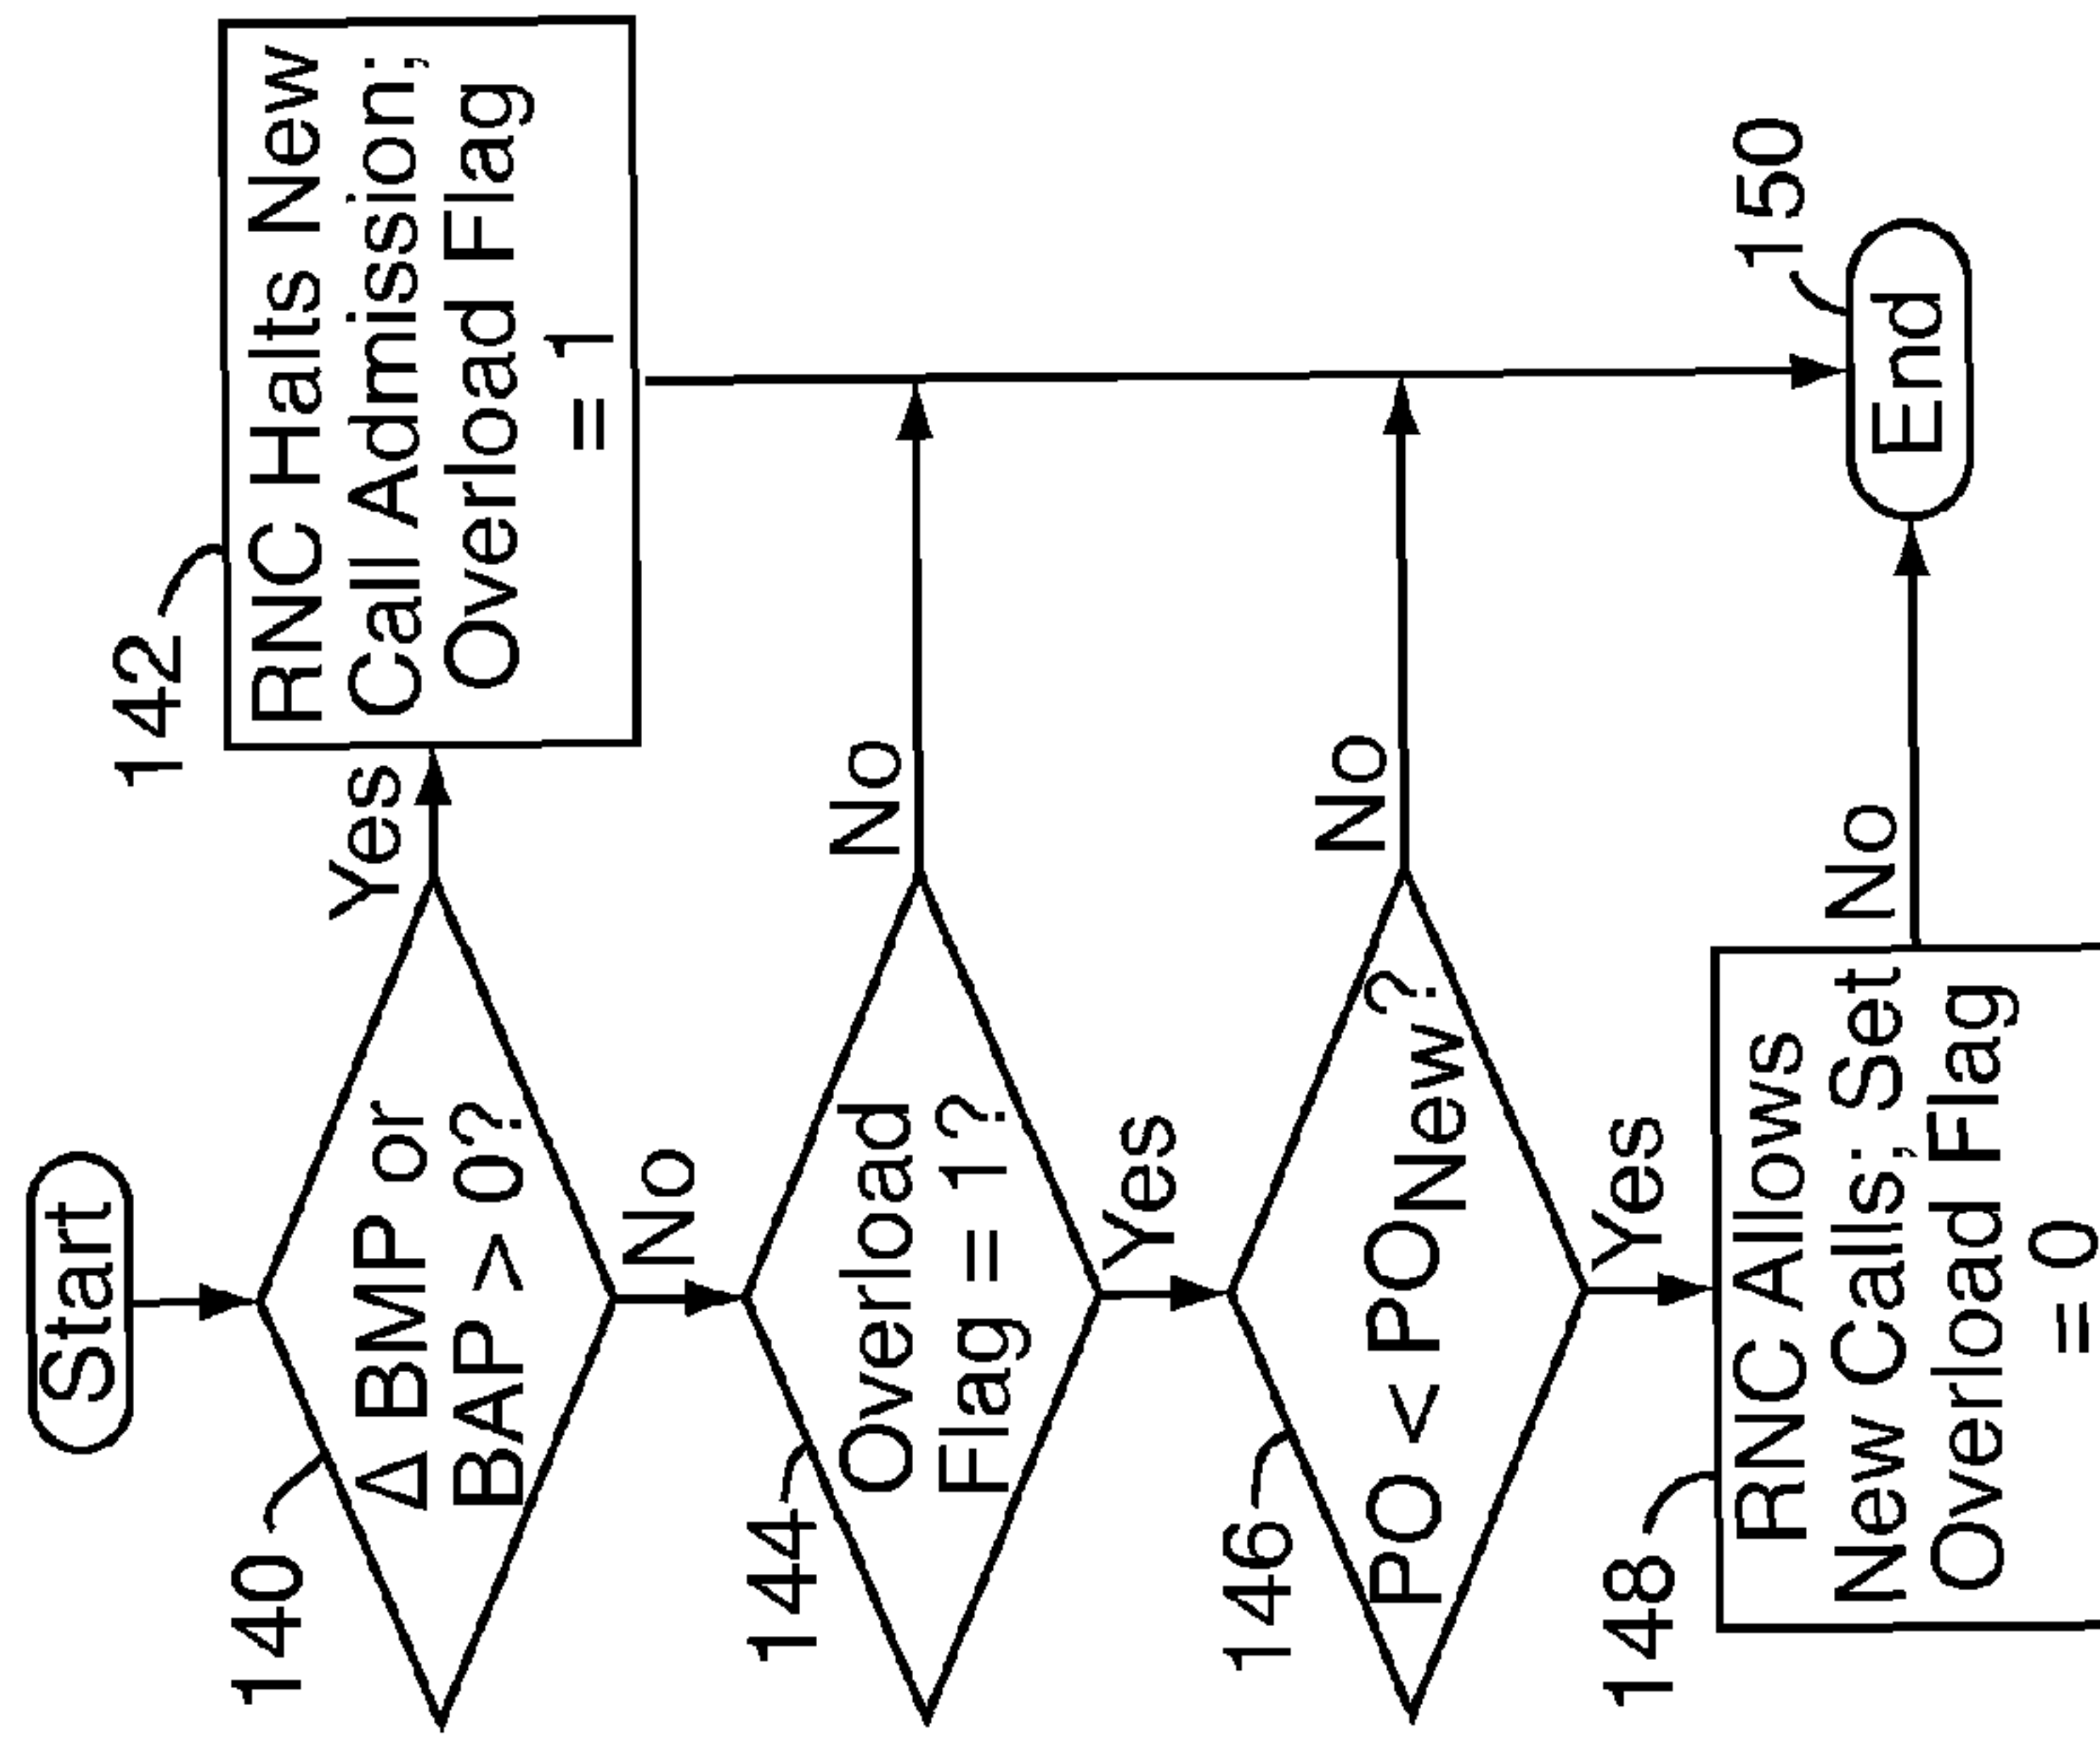 Start
140
Δ BMP or
BAP > 0?
Yes
142
RNC Halts New
Call Admission;
Overload Flag
= 1
No
144
Overload
Flag = 1?
No
Yes
146
PO < PO New?
No
Yes
148
RNC Allows
New Calls; Set
Overload Flag
= 0
No
150
End